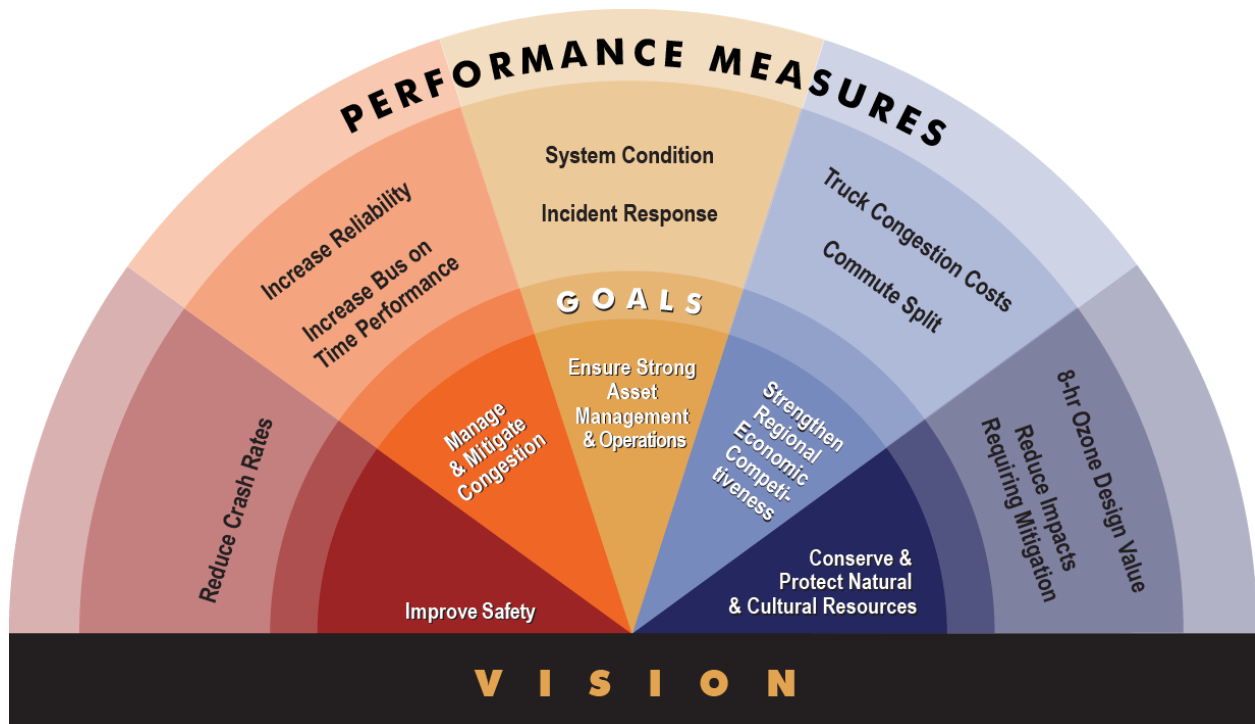 PERFORMANCE MEASURES
Reduce Crash Rates
Increase Reliability
Increase Bus on
Time Performance
System Condition
Incident Response
Truck Congestion Costs
Commute Split
8-hr Ozone Design Value
Reduce Impacts
Requiring Mitigation
GOALS
Improve Safety
Manage
& Mitigate
Congestion
Ensure Strong
Asset
Management
& Operations
Strengthen
Regional
Economic
Competi-
tiveness
Conserve &
Protect Natural
& Cultural Resources
VISION